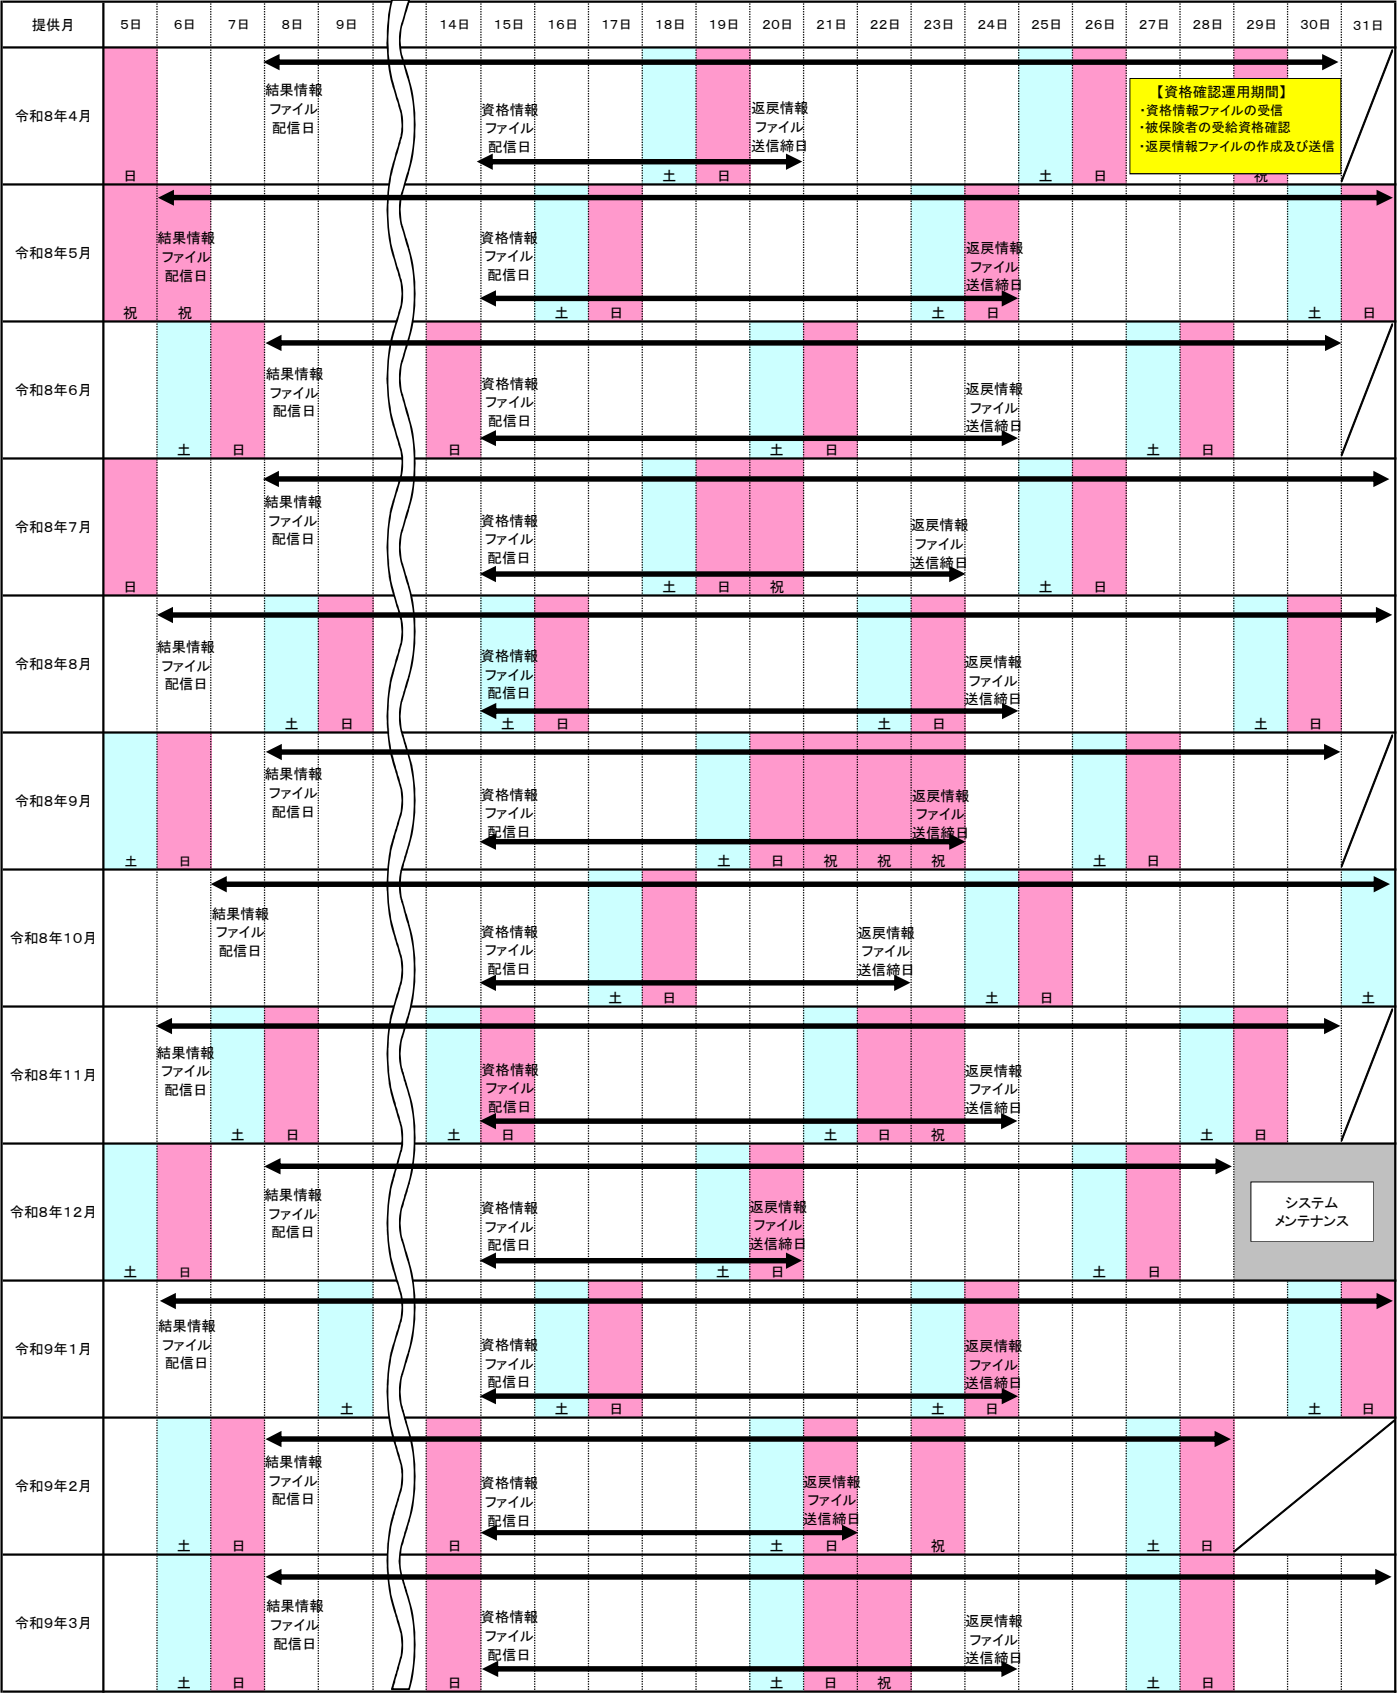 提供月 5日 6日 7日 8日 9日 14日 15日 16日 17日 18日 19日 20日 21日 22日 23日 24日 25日 26日 27日 28日 29日 30日 31日
令和8年4月
結果情報
ファイル
配信日
資格情報
ファイル
配信日
返戻情報
ファイル
送信締日
【資格確認運用期間】
・資格情報ファイルの受信
・被保険者の受給資格確認
・返戻情報ファイルの作成及び送信
日 土 日 土 日 祝
令和8年5月
結果情報
ファイル
配信日
資格情報
ファイル
配信日
返戻情報
ファイル
送信締日
祝 祝 土 日 土 日 土 日
令和8年6月
結果情報
ファイル
配信日
資格情報
ファイル
配信日
返戻情報
ファイル
送信締日
土 日 日 土 日 土 日
令和8年7月
結果情報
ファイル
配信日
資格情報
ファイル
配信日
返戻情報
ファイル
送信締日
日 土 日 祝 土 日
令和8年8月
結果情報
ファイル
配信日
資格情報
ファイル
配信日
返戻情報
ファイル
送信締日
土 日 土 日 土 日 土 日
令和8年9月
結果情報
ファイル
配信日
資格情報
ファイル
配信日
返戻情報
ファイル
送信締日
土 日 土 日 祝 祝 祝 土 日
令和8年10月
結果情報
ファイル
配信日
資格情報
ファイル
配信日
返戻情報
ファイル
送信締日
土 日 土 日 土
令和8年11月
結果情報
ファイル
配信日
資格情報
ファイル
配信日
返戻情報
ファイル
送信締日
土 日 土 日 土 日 祝 土 日
令和8年12月
結果情報
ファイル
配信日
資格情報
ファイル
配信日
返戻情報
ファイル
送信締日
システム
メンテナンス
土 日 土 日 土 日
令和9年1月
結果情報
ファイル
配信日
資格情報
ファイル
配信日
返戻情報
ファイル
送信締日
土 土 日 土 日 土 日
令和9年2月
結果情報
ファイル
配信日
資格情報
ファイル
配信日
返戻情報
ファイル
送信締日
土 日 日 土 日 祝 土 日
令和9年3月
結果情報
ファイル
配信日
資格情報
ファイル
配信日
返戻情報
ファイル
送信締日
土 日 日 土 日 祝 土 日